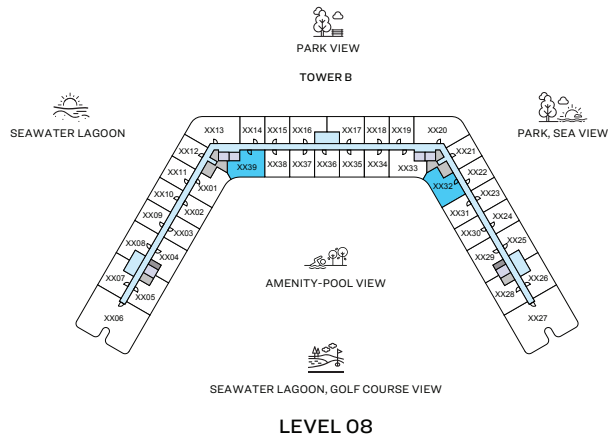 PARK VIEW
TOWER B
SEAWATER LAGOON
PARK, SEA VIEW
XX13
XX14
XX15
XX16
XX17
XX18
XX19
XX20
XX12
XX21
XX11
XX01
XX39
XX38
XX37
XX36
XX35
XX34
XX33
XX22
XX10
XX02
XX32
XX23
XX09
XX03
XX31
XX24
XX08
XX04
XX30
XX25
XX07
XX05
XX29
XX26
XX06
XX28
XX27
AMENITY-POOL VIEW
SEAWATER LAGOON, GOLF COURSE VIEW
LEVEL 08